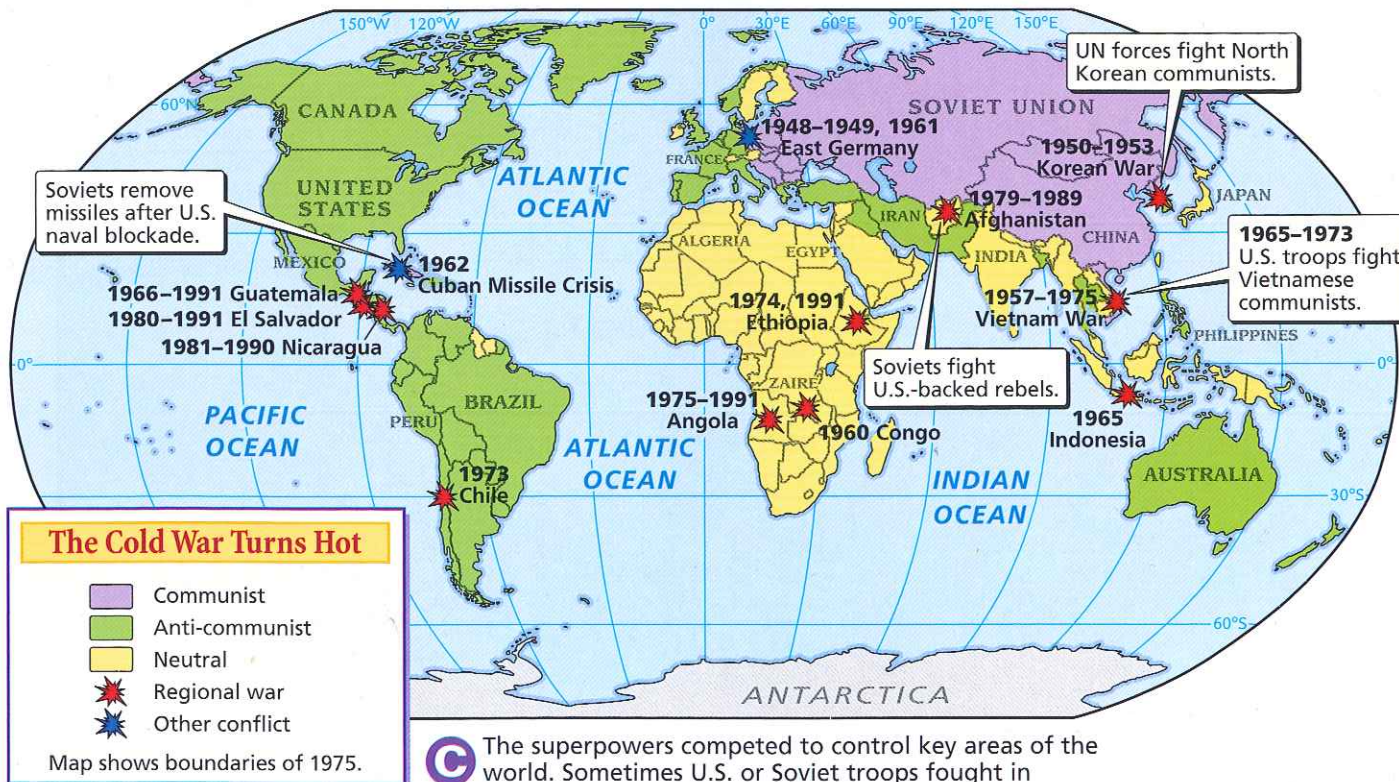 150°W
120°W
0°
30°E
60°E
90°E
120°E
150°E
UN forces fight North
Korean communists.
60°N
CANADA
SOVIET UNION
1948–1949, 1961
East Germany
FRANCE
1950–1953
Korean War
ATLANTIC
OCEAN
Soviets remove
missiles after U.S.
naval blockade.
UNITED
STATES
JAPAN
1979–1989
Afghanistan
IRAN
CHINA
1965–1973
U.S. troops fight
Vietnamese
communists.
ALGERIA
EGYPT
INDIA
MEXICO
1962
Cuban Missile Crisis
1966–1991 Guatemala
1980–1991 El Salvador
1981–1990 Nicaragua
1974, 1991
Ethiopia
1957–1975
Vietnam War
PHILIPPINES
0°
0°
Soviets fight
U.S.-backed rebels.
ZAIRE
BRAZIL
PERU
PACIFIC
OCEAN
1975–1991
Angola
1960 Congo
1965
Indonesia
ATLANTIC
OCEAN
INDIAN
OCEAN
AUSTRALIA
1973
Chile
30°S
60°S
ANTARCTICA
The Cold War Turns Hot
Communist
Anti-communist
Neutral
Regional war
Other conflict
Map shows boundaries of 1975.
C The superpowers competed to control key areas of the
world. Sometimes U.S. or Soviet troops fought in